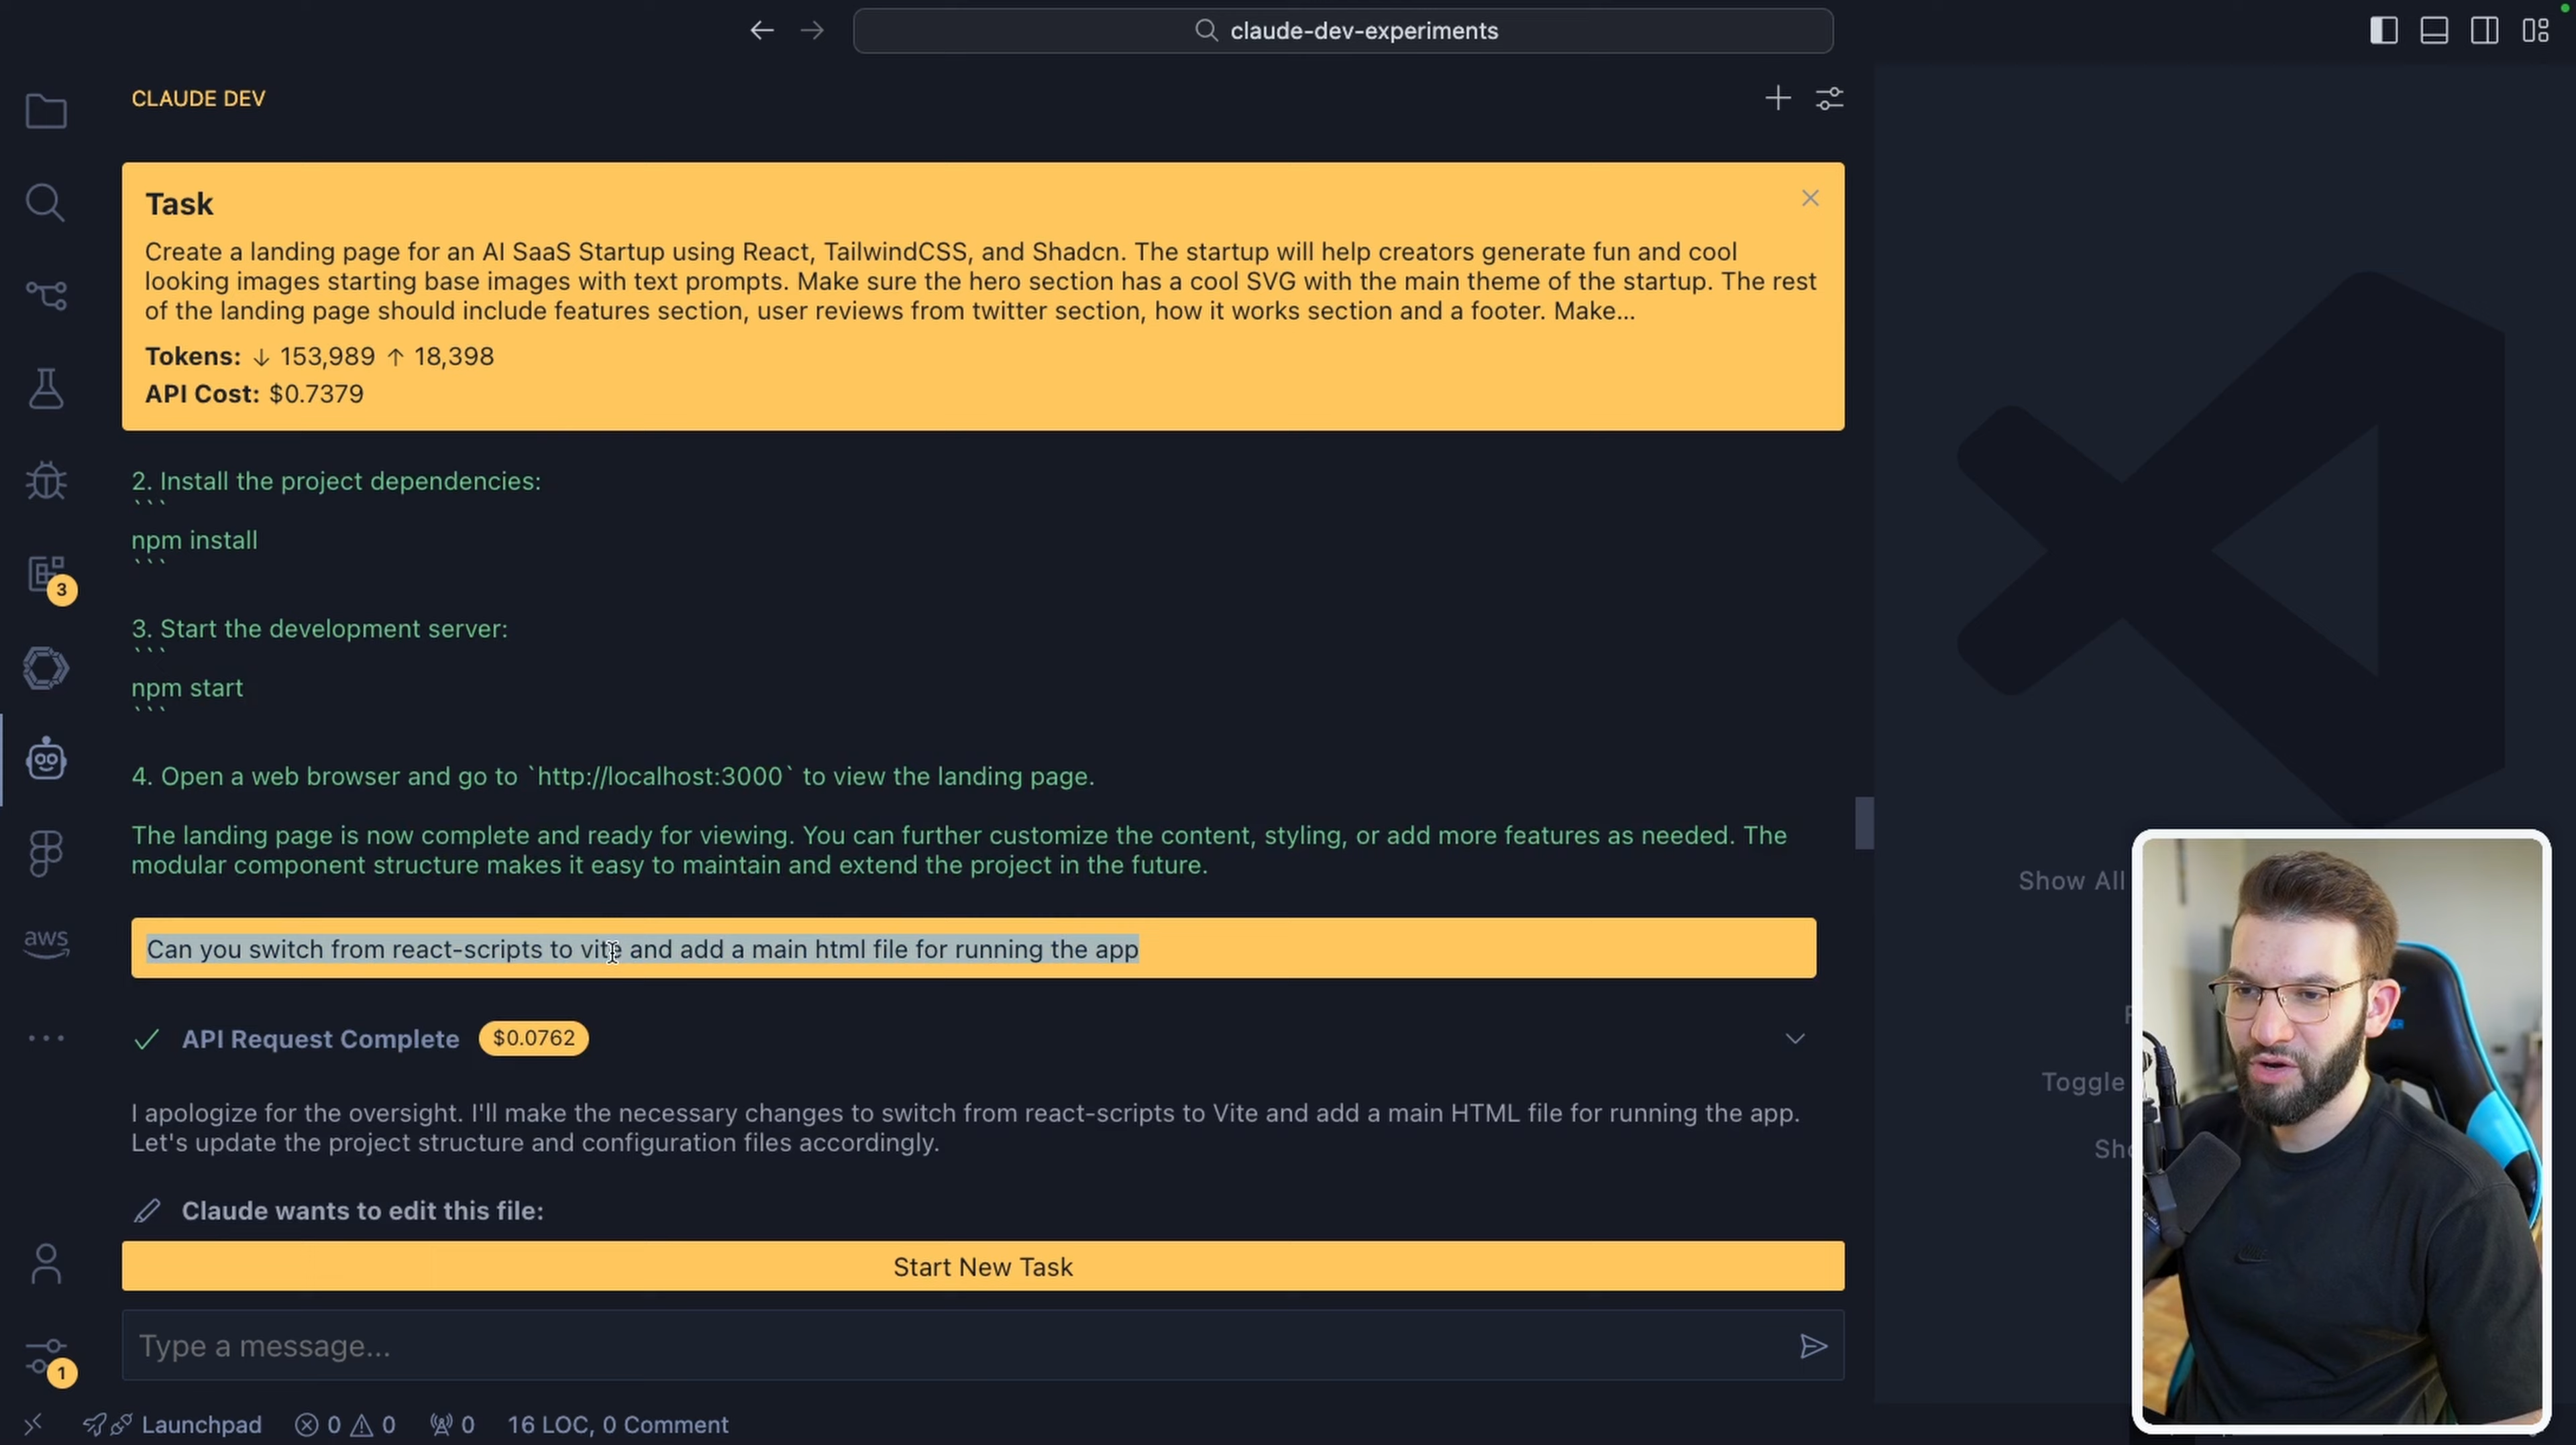 claude-dev-experiments
CLAUDE DEV
Task
Create a landing page for an AI SaaS Startup using React, TailwindCSS, and Shadcn. The startup will help creators generate fun and cool
looking images starting base images with text prompts. Make sure the hero section has a cool SVG with the main theme of the startup. The rest
of the landing page should include features section, user reviews from twitter section, how it works section and a footer. Make...
Tokens: ↓ 153,989 ↑ 18,398
API Cost: $0.7379
2. Install the project dependencies:
```
npm install
```
3. Start the development server:
```
npm start
```
4. Open a web browser and go to `http://localhost:3000` to view the landing page.
The landing page is now complete and ready for viewing. You can further customize the content, styling, or add more features as needed. The
modular component structure makes it easy to maintain and extend the project in the future.
Can you switch from react-scripts to vite and add a main html file for running the app
API Request Complete $0.0762
I apologize for the oversight. I'll make the necessary changes to switch from react-scripts to Vite and add a main HTML file for running the app.
Let's update the project structure and configuration files accordingly.
Claude wants to edit this file:
Start New Task
Type a message...
3
aws
1
Show All
Toggle
Launchpad 0 0 0 16 LOC, 0 Comment